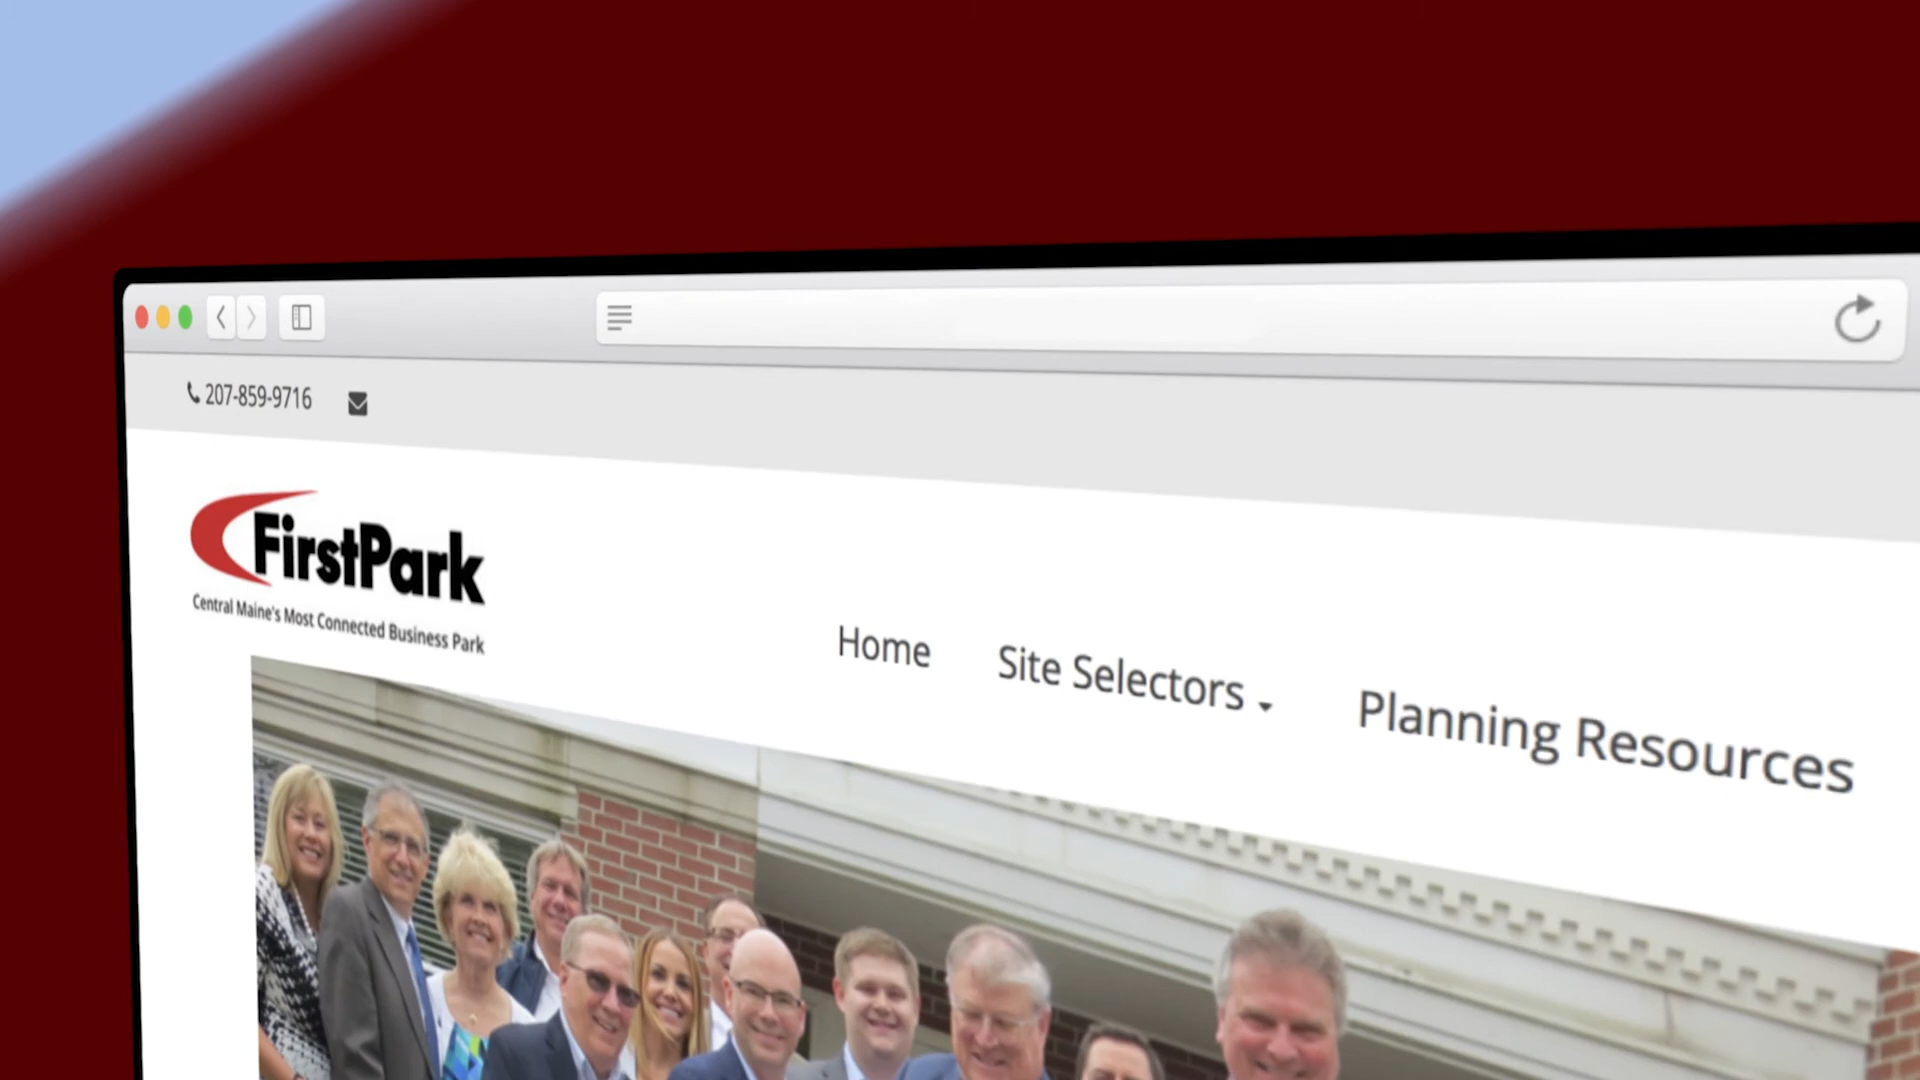 207-859-9716
FirstPark
Central Maine's Most Connected Business Park
Home
Site Selectors
Planning Resources